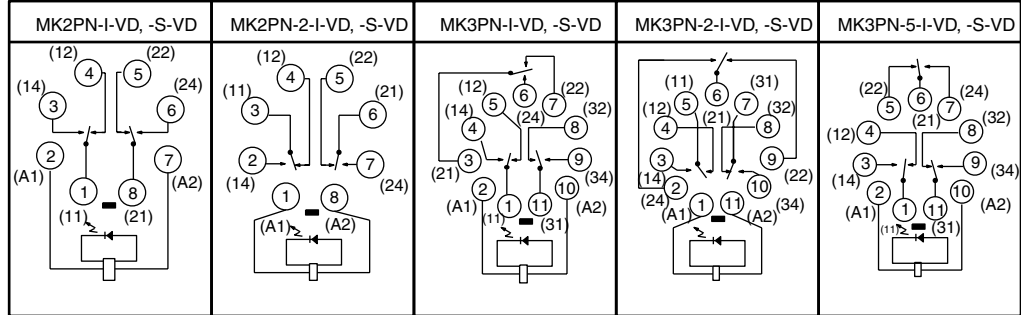 MK2PN-I-VD, -S-VD
MK2PN-2-I-VD, -S-VD
MK3PN-I-VD, -S-VD
MK3PN-2-I-VD, -S-VD
MK3PN-5-I-VD, -S-VD
(12) (22)
4 5
(14) (24)
3 6
2 7
(A1) (A2)
1 8
(11) (21)
(12) (22)
4 5
(11) (21)
3 6
2 7
(14) (24)
1 8
(A1) (A2)
6
(12) (22)
5 7
(14) (24) (32)
4 8
3 9
(21) (34)
2 10
(A1) (A2)
1 11
(11) (31)
(11) 6 (31)
5 7
(12) (21) (32)
4 8
3 9
(14) (22)
2 10
(24) (34)
1 11
(A1) (A2)
(22) 6 (24)
5 7
(12) (21) (32)
4 8
3 9
(14) (34)
2 10
(A1) (A2)
1 11
(11) (31)